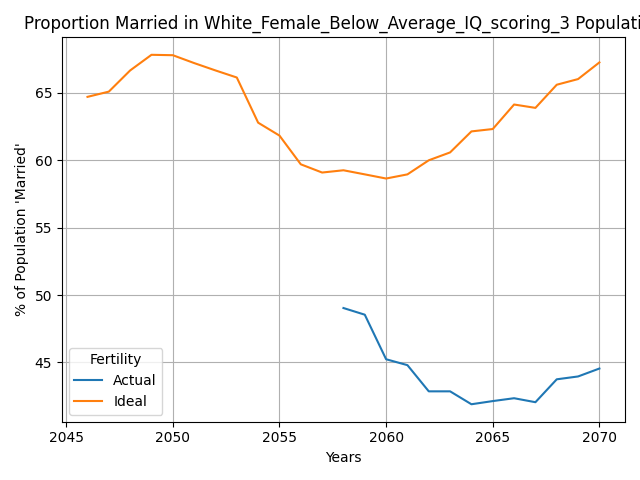 Proportion Married in White_Female_Below_Average_IQ_scoring_3 Populati
65
60
55
50
45
% of Population 'Married'
Fertility
Actual
Ideal
2045 2050 2055 2060 2065 2070
Years